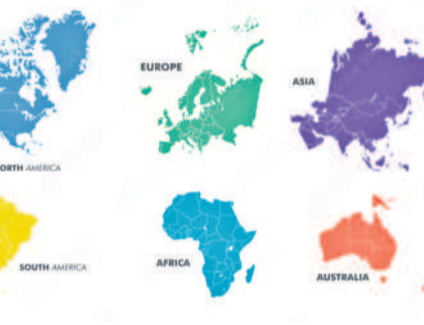 EUROPE
ASIA
ORTH AMERICA
SOUTH AMERICA
AFRICA
AUSTRALIA